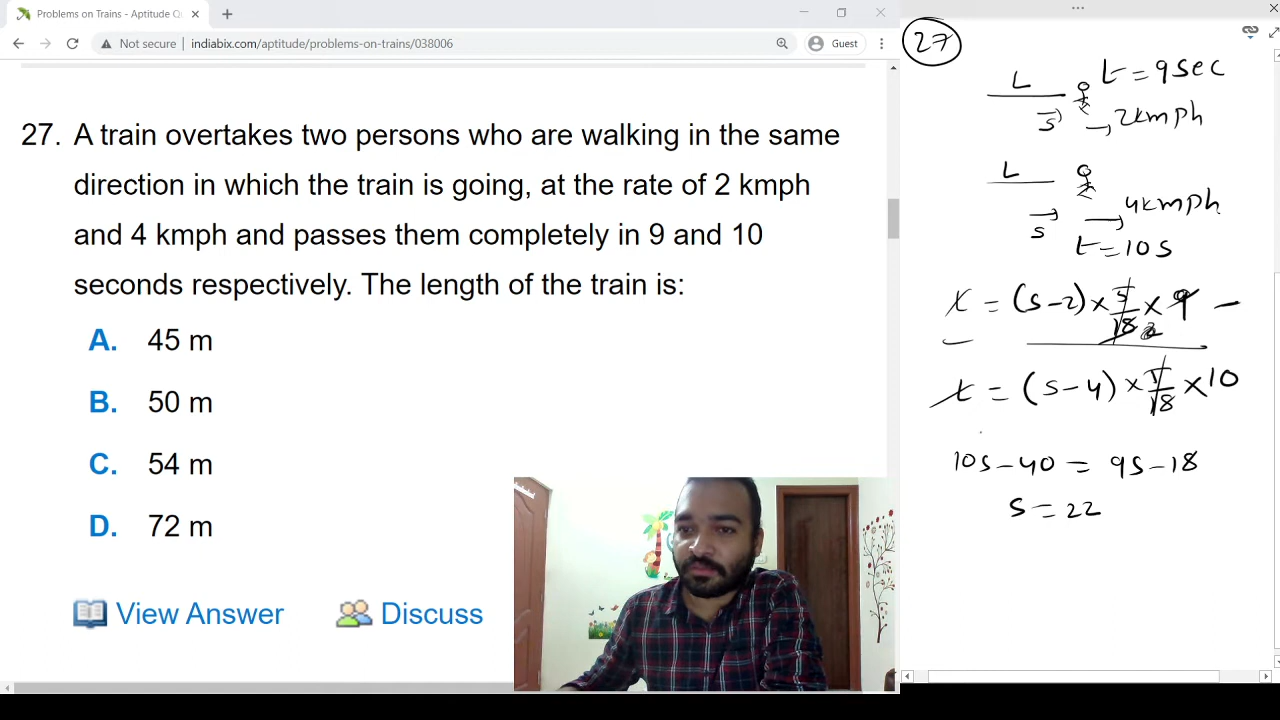 Problems on Trains - Aptitude Q
Not secure | indiabix.com/aptitude/problems-on-trains/038006
Guest
27. A train overtakes two persons who are walking in the same
direction in which the train is going, at the rate of 2 kmph
and 4 kmph and passes them completely in 9 and 10
seconds respectively. The length of the train is:
A. 45 m
B. 50 m
C. 54 m
D. 72 m
View Answer Discuss
27
L t = 9sec
s 2kmph
L
s 4kmph
t = 10s
L = (s-2) × 5/18 × 9 -
L = (s-4) × 5/18 × 10
10s - 40 = 9s - 18
s = 22